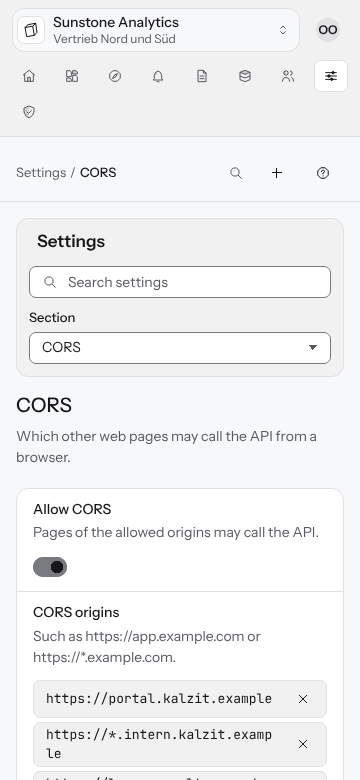 Sunstone Analytics
Vertrieb Nord und Süd
OO
Settings / CORS
Settings
Search settings
Section
CORS
CORS
Which other web pages may call the API from a
browser.
Allow CORS
Pages of the allowed origins may call the API.
CORS origins
Such as https://app.example.com or
https://*.example.com.
https://portal.kalzit.example
https://*.intern.kalzit.examp
le